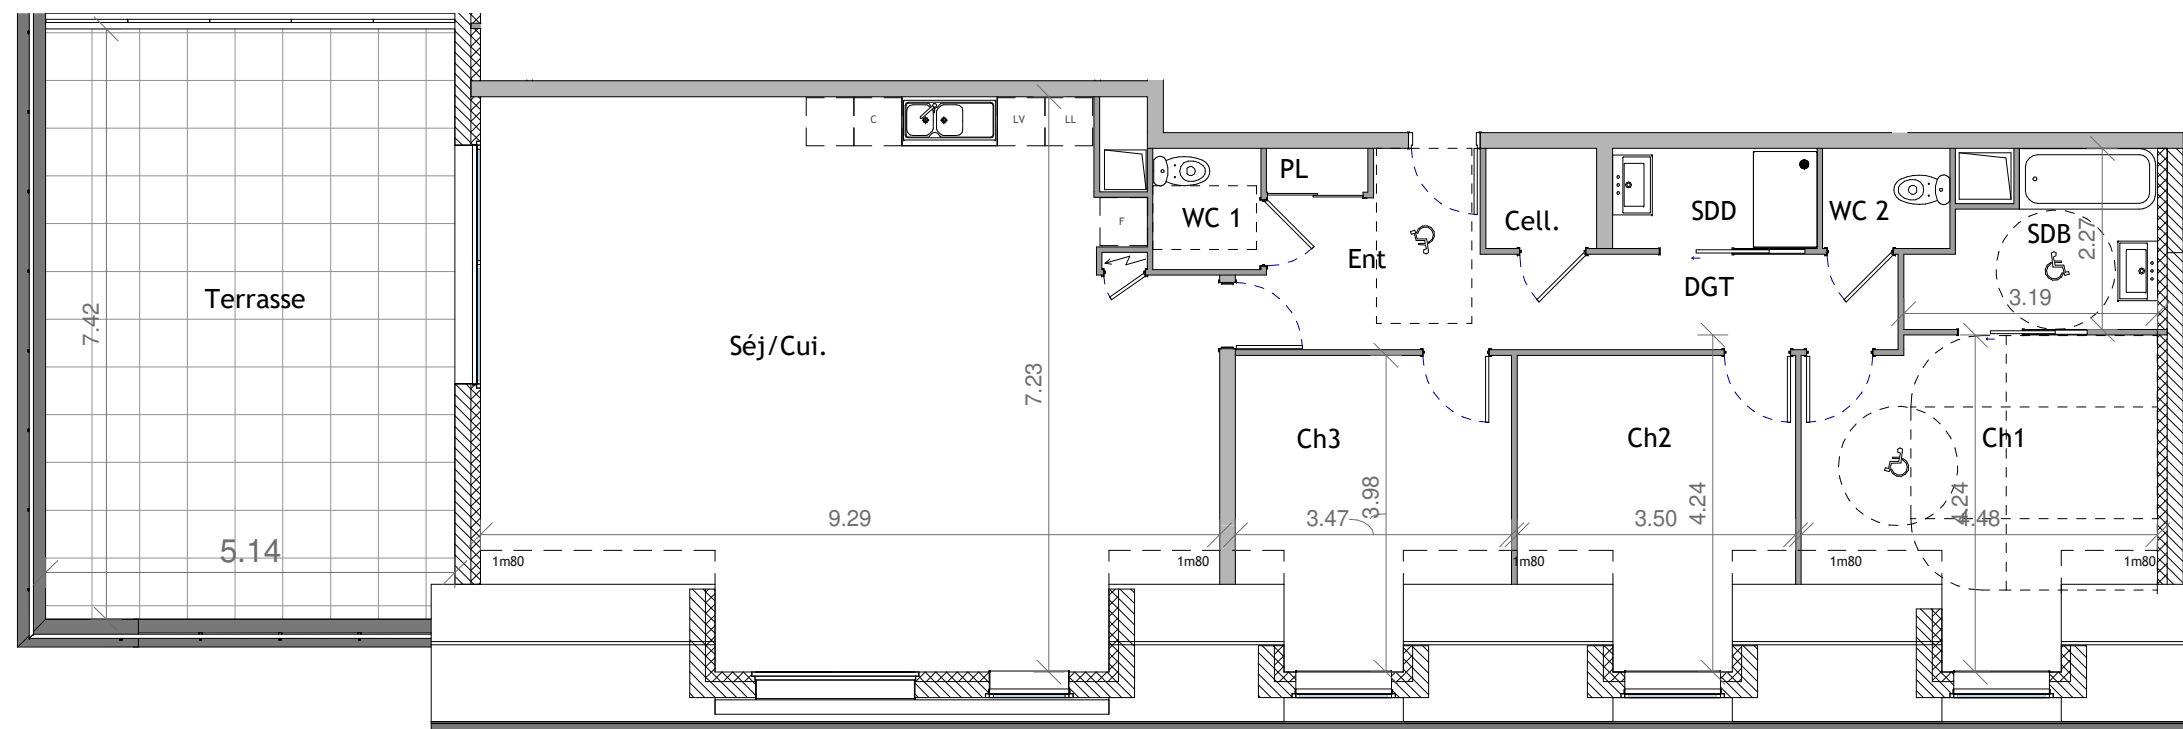 C
LV
LL
F
PL
WC 1
Ent
Cell.
SDD
WC 2
SDB
2.27
3.19
DGT
Terrasse
7.42
5.14
Séj/Cui.
7.23
9.29
Ch3
3.98
3.47
Ch2
4.24
3.50
Ch1
4.24
4.48
1m80
1m80
1m80
1m80
1m80